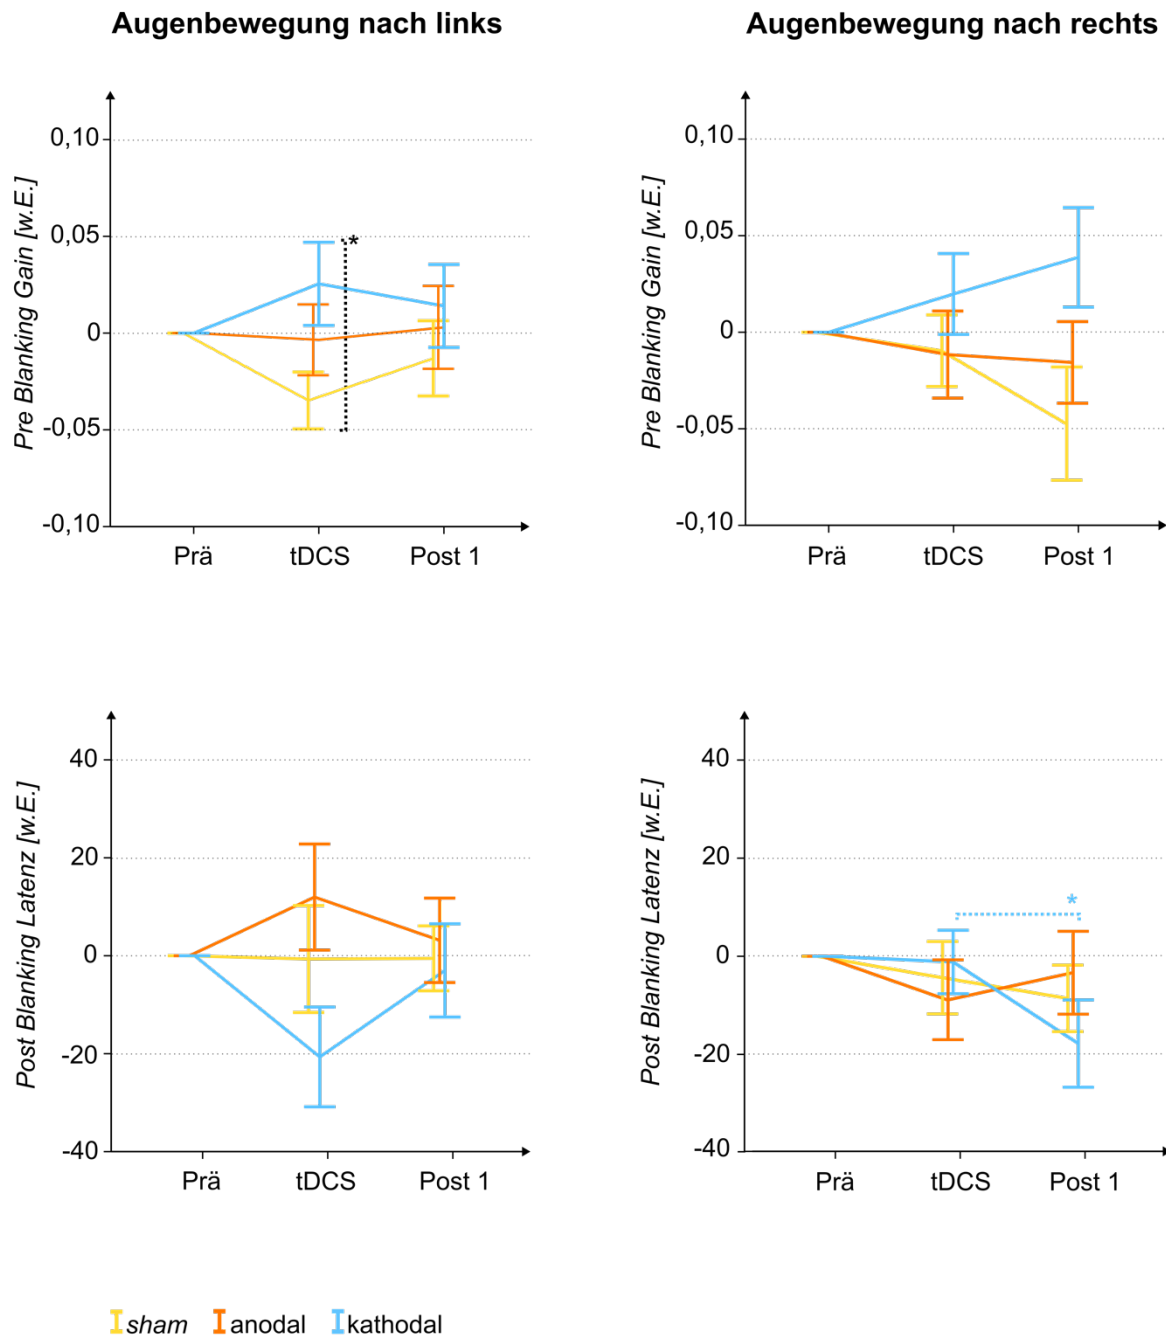 Augenbewegung nach links
Augenbewegung nach rechts
Pre Blanking Gain [w.E.]
0,10
0,05
0
-0,05
-0,10
*
Prä tDCS Post 1
Pre Blanking Gain [w.E.]
0,10
0,05
0
-0,05
-0,10
Prä tDCS Post 1
Post Blanking Latenz [w.E.]
40
20
0
-20
-40
Prä tDCS Post 1
Post Blanking Latenz [w.E.]
40
20
0
-20
-40
*
Prä tDCS Post 1
sham anodal kathodal